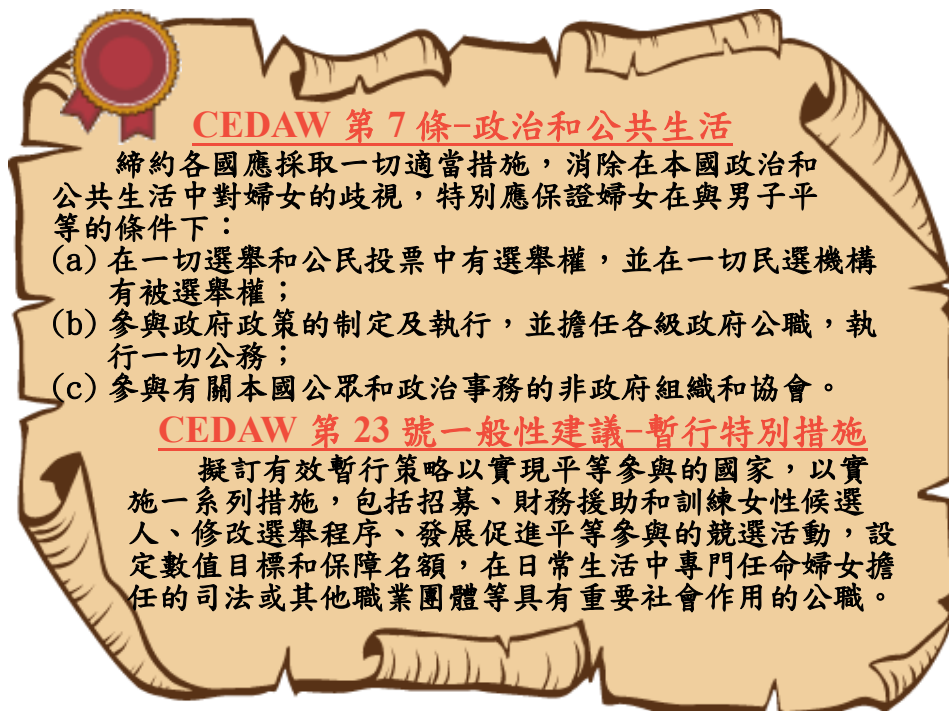 CEDAW 第 7 條-政治和公共生活
締約各國應採取一切適當措施，消除在本國政治和
公共生活中對婦女的歧視，特別應保證婦女在與男子平
等的條件下：
(a)在一切選舉和公民投票中有選舉權，並在一切民選機構
有被選舉權；
(b)參與政府政策的制定及執行，並擔任各級政府公職，執
行一切公務；
(c)參與有關本國公眾和政治事務的非政府組織和協會。
CEDAW 第 23 號一般性建議-暫行特別措施
擬訂有效暫行策略以實現平等參與的國家，以實
施一系列措施，包括招募、財務援助和訓練女性候選
人、修改選舉程序、發展促進平等參與的競選活動，設
定數值目標和保障名額，在日常生活中專門任命婦女擔
任的司法或其他職業團體等具有重要社會作用的公職。